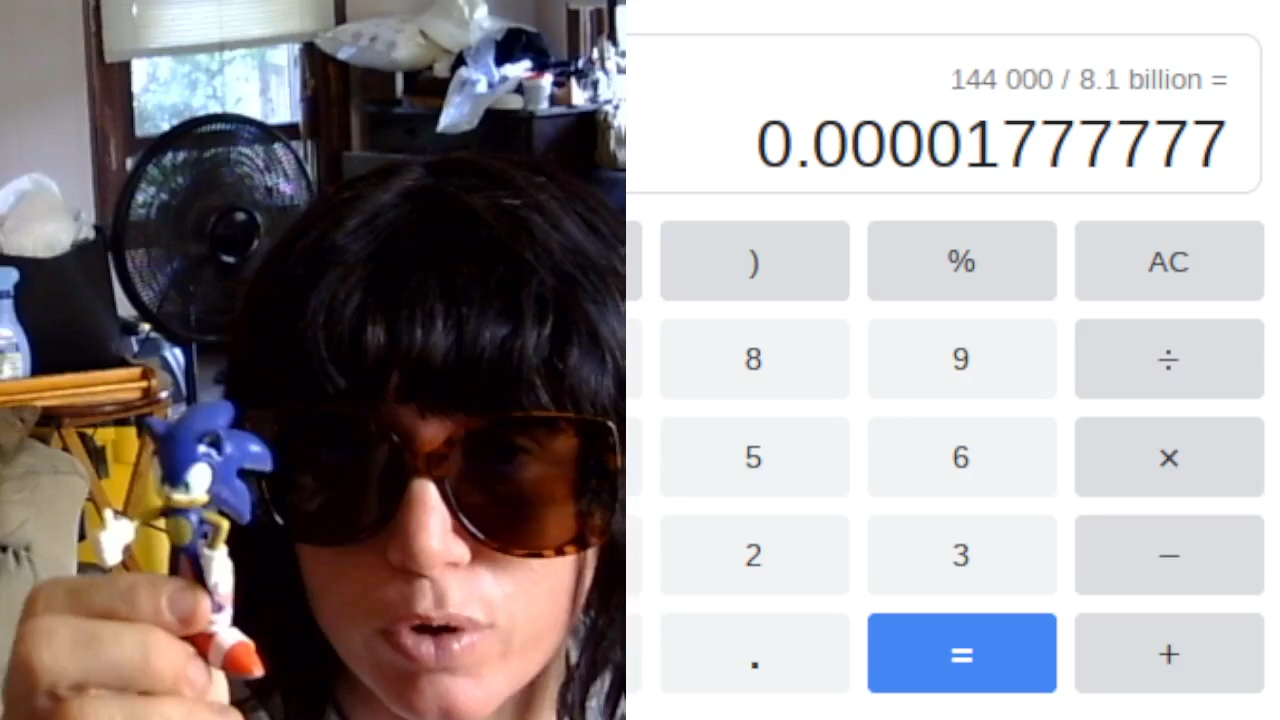 144 000 / 8.1 billion =
0.00001777777
) % AC
8 9 ÷
5 6 ×
2 3 −
. = +